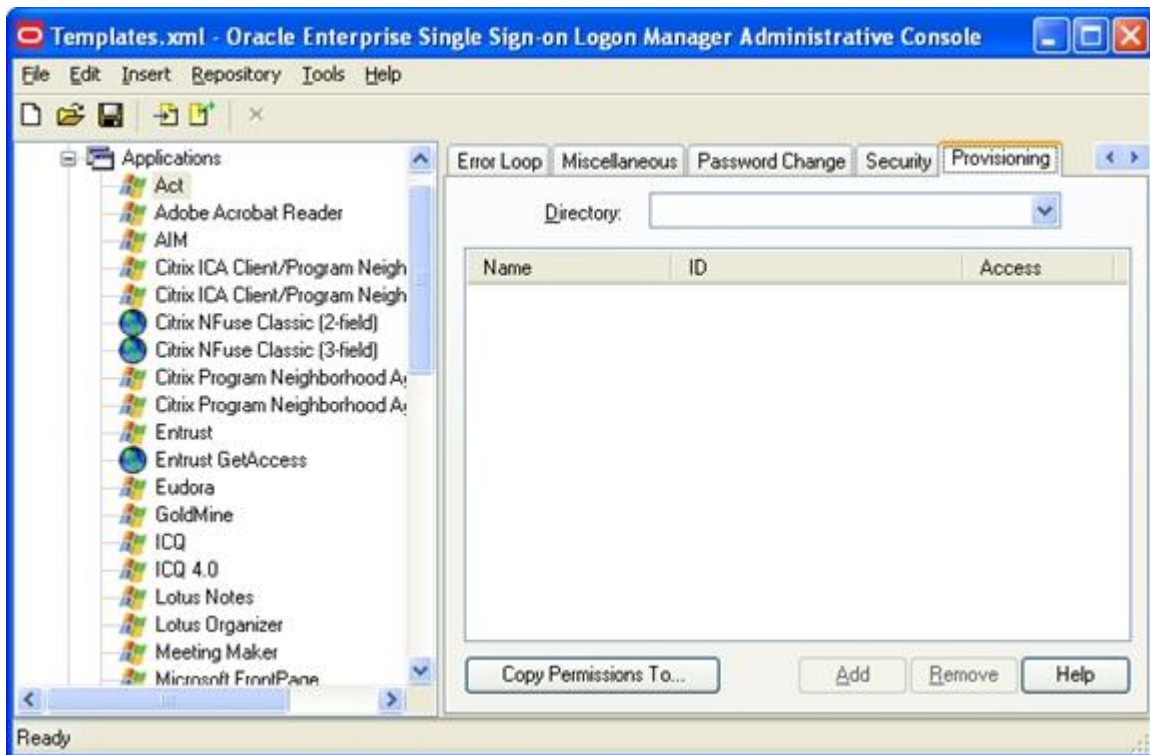 Templates.xml - Oracle Enterprise Single Sign-on Logon Manager Administrative Console
File Edit Insert Repository Tools Help
Applications
Act
Adobe Acrobat Reader
AIM
Citrix ICA Client/Program Neigh
Citrix ICA Client/Program Neigh
Citrix NFuse Classic (2-field)
Citrix NFuse Classic (3-field)
Citrix Program Neighborhood A
Citrix Program Neighborhood A
Entrust
Entrust GetAccess
Eudora
GoldMine
ICQ
ICQ 4.0
Lotus Notes
Lotus Organizer
Meeting Maker
Microsoft FrontPage
Error Loop Miscellaneous Password Change Security Provisioning
Directory:
Name ID Access
Copy Permissions To... Add Remove Help
Ready